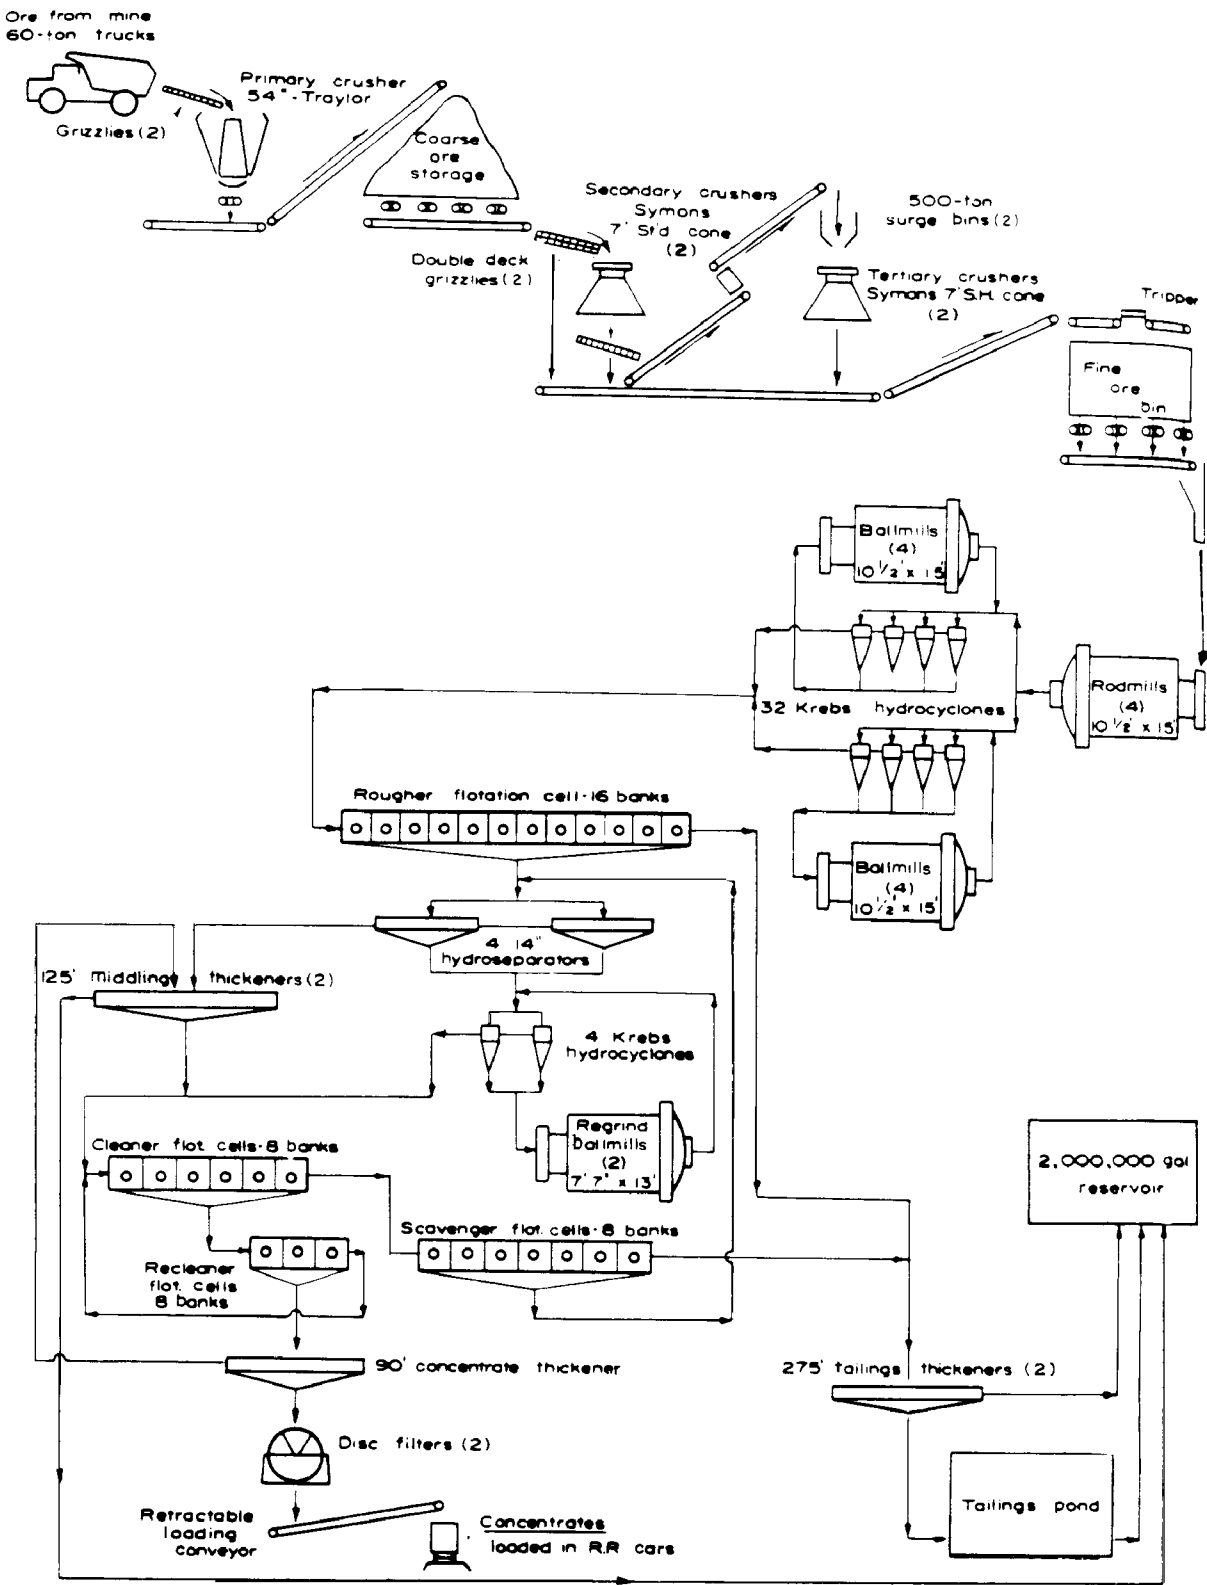 Ore from mine
60-ton trucks
Primary crusher
54"-Traylor
Grizzlies (2)
Coarse
ore
storage
Secondary crushers
Symons
7' St'd cone
(2)
500-ton
surge bins (2)
Double deck
grizzlies (2)
Tertiary crushers
Symons 7' S.H. cone
(2)
Tripper
Fine
ore
bin
Ballmills
(4)
10 1/2' x 15'
32 Krebs hydrocyclones
Rodmills
(4)
10 1/2' x 15'
Rougher flotation cell-16 banks
Ballmills
(4)
10 1/2' x 15'
4 14"
hydroseparators
125' Middling thickeners (2)
4 Krebs
hydrocyclones
Regrind
Ballmills
(2)
7' 7" x 13'
Cleaner flot. cells-8 banks
2,000,000 gal
reservoir
Scavenger flot. cells-8 banks
Recleaner
flot. cells
8 banks
90' concentrate thickener
275' tailings thickeners (2)
Disc filters (2)
Tailings pond
Retractable
loading
conveyor
Concentrates
loaded in R.R cars